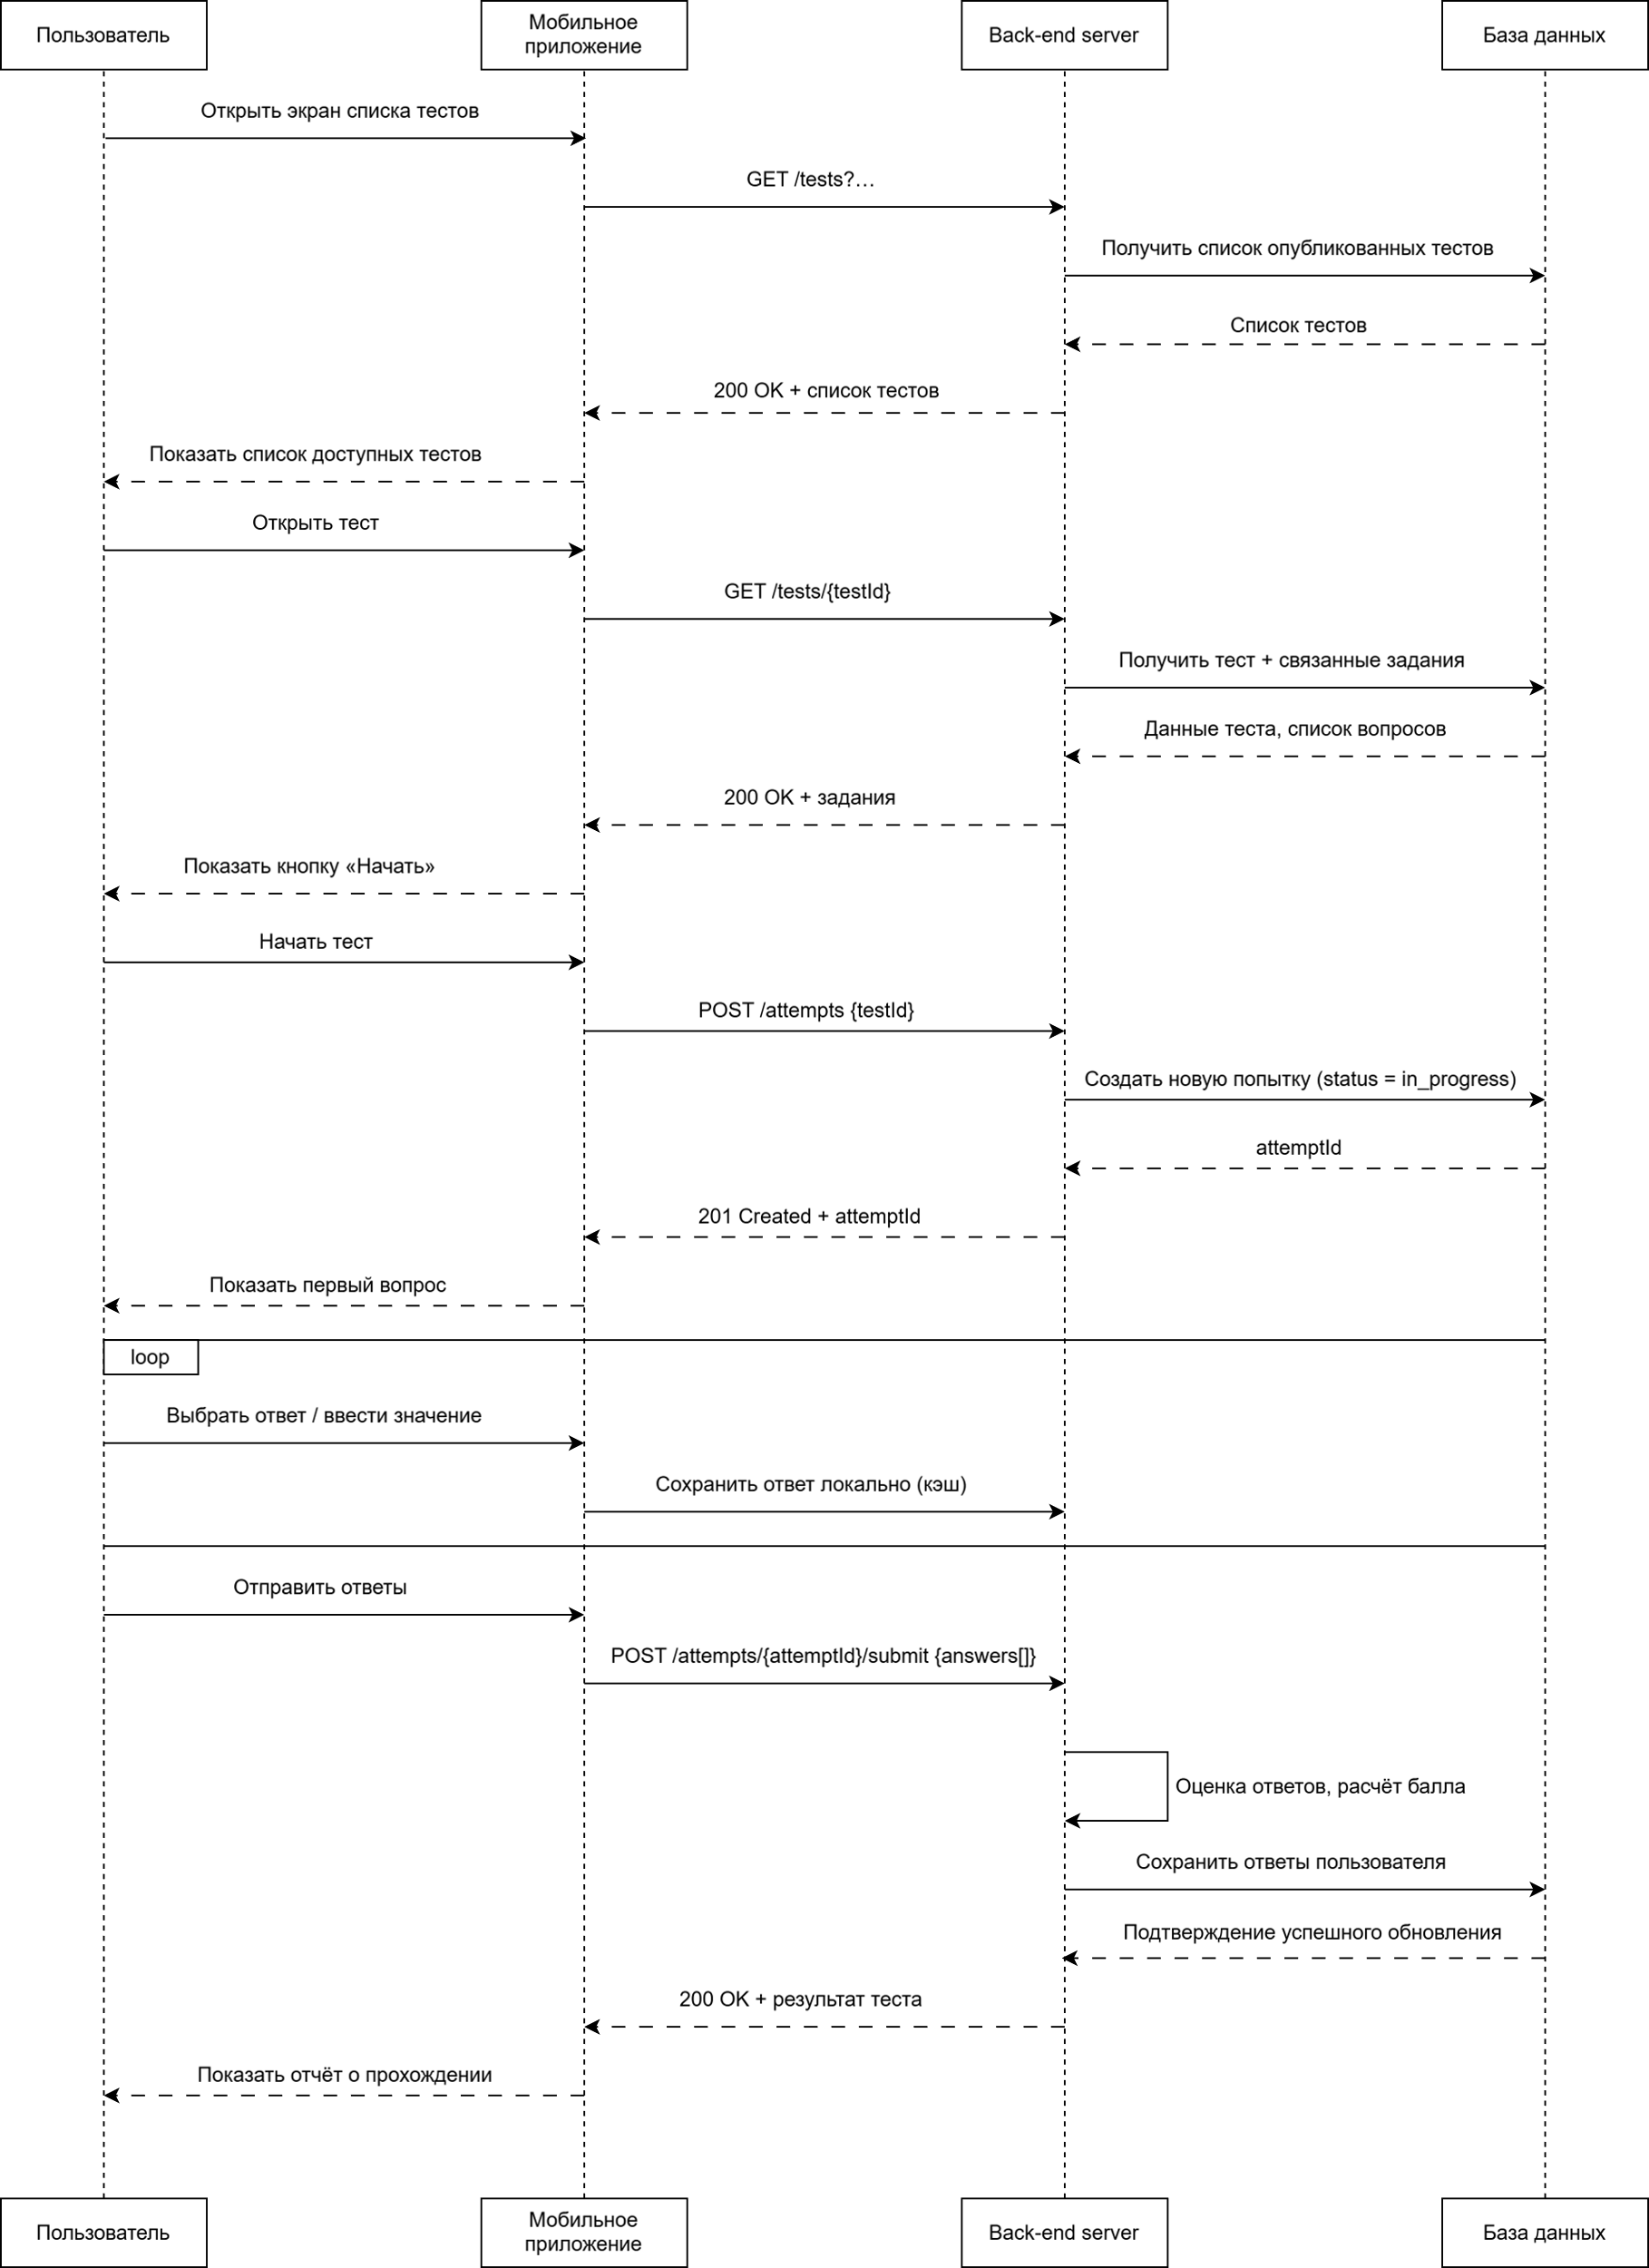 Пользователь
Мобильное
приложение
Back-end server
База данных
Открыть экран списка тестов
GET /tests?…
Получить список опубликованных тестов
Список тестов
200 OK + список тестов
Показать список доступных тестов
Открыть тест
GET /tests/{testId}
Получить тест + связанные задания
Данные теста, список вопросов
200 OK + задания
Показать кнопку «Начать»
Начать тест
POST /attempts {testId}
Создать новую попытку (status = in_progress)
attemptId
201 Created + attemptId
Показать первый вопрос
loop
Выбрать ответ / ввести значение
Сохранить ответ локально (кэш)
Отправить ответы
POST /attempts/{attemptId}/submit {answers[]}
Оценка ответов, расчёт балла
Сохранить ответы пользователя
Подтверждение успешного обновления
200 OK + результат теста
Показать отчёт о прохождении
Пользователь
Мобильное
приложение
Back-end server
База данных